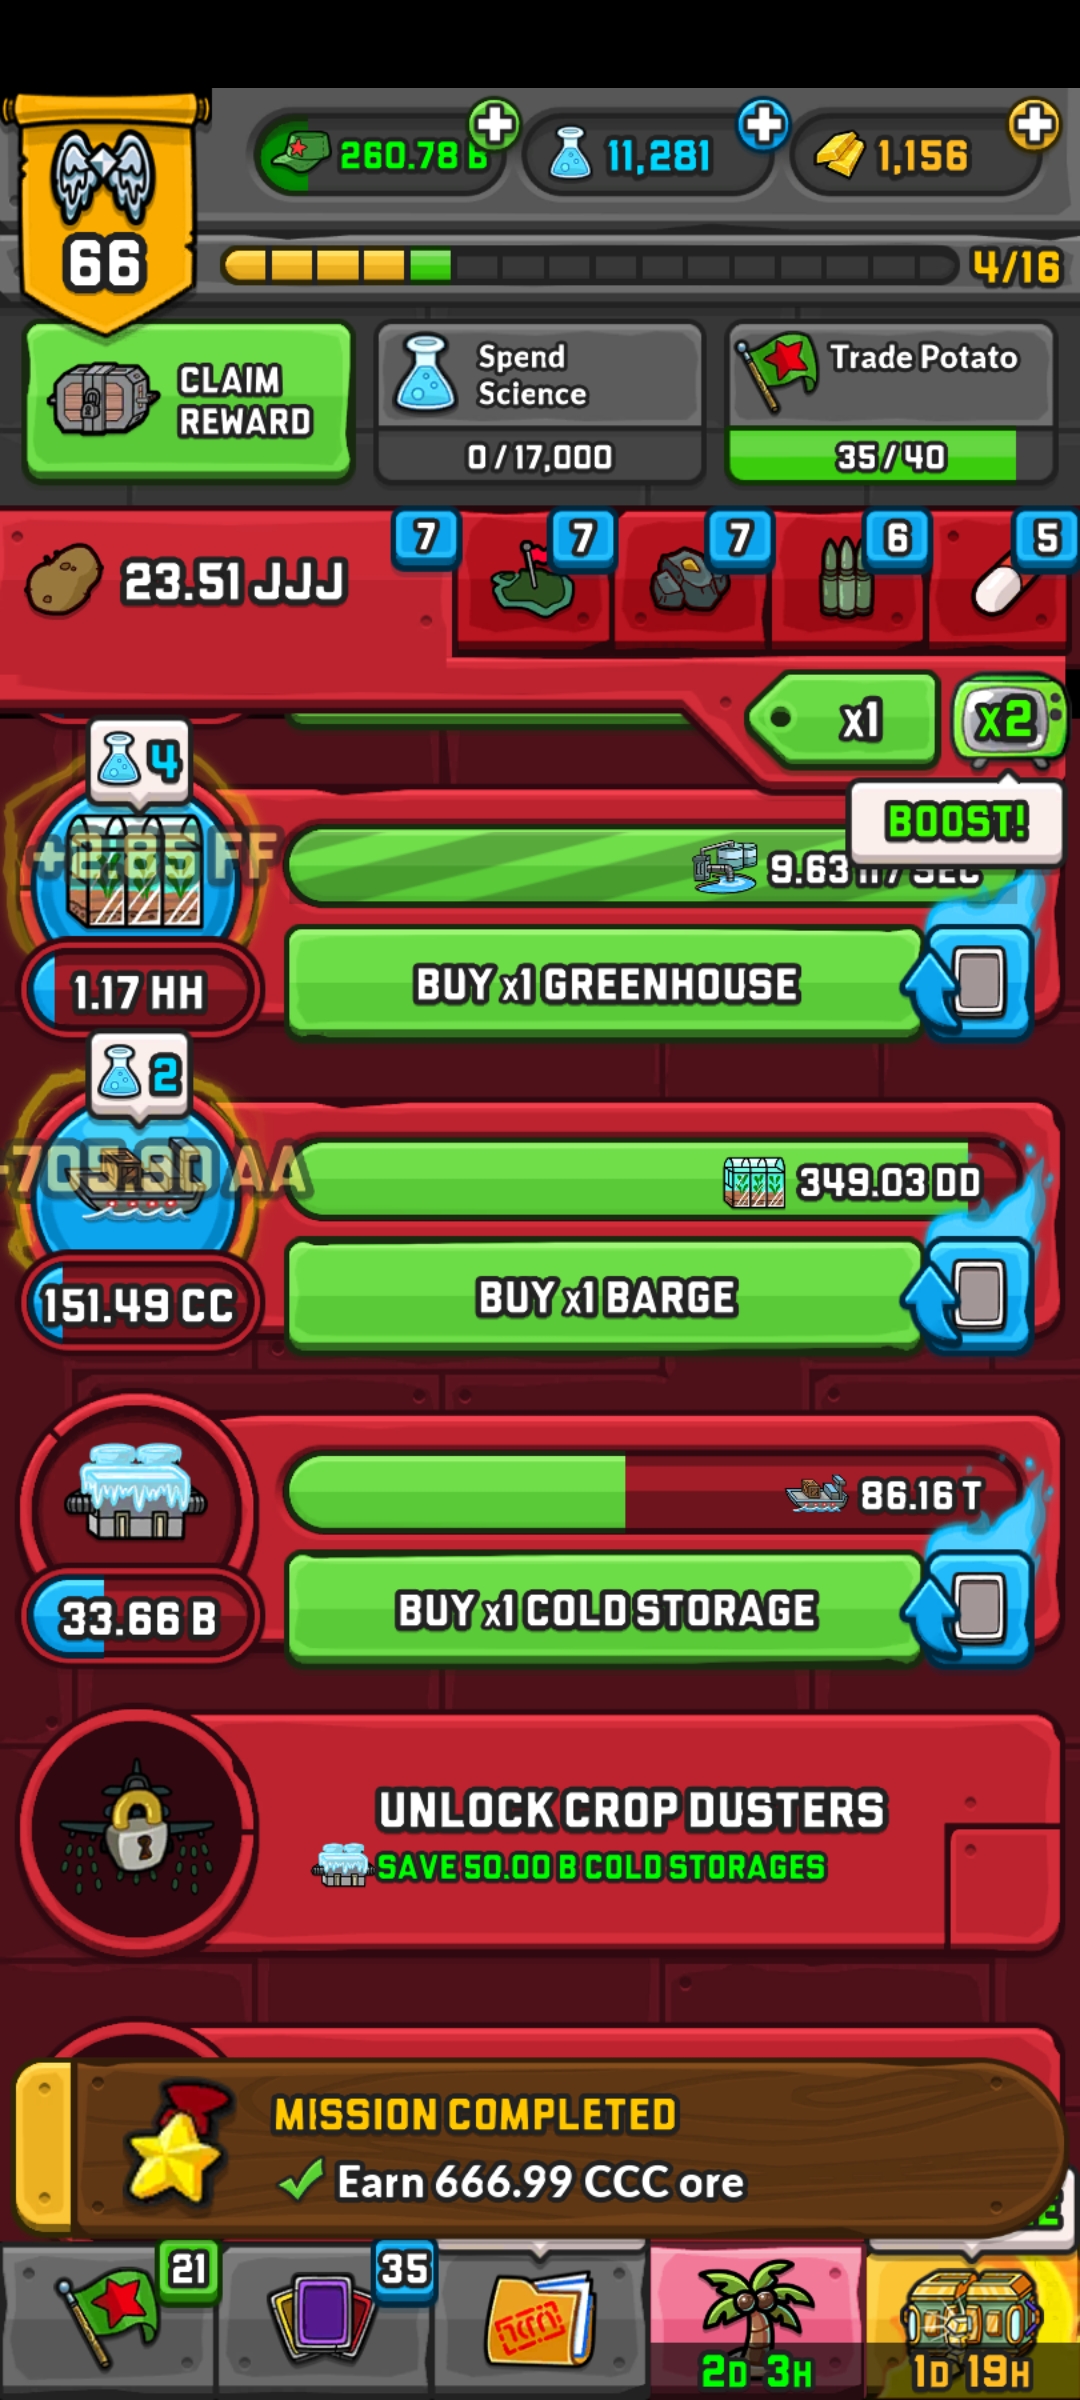 260.78 B
11,281
1,156
66
4/16
CLAIM
REWARD
Spend
Science
0 / 17,000
Trade Potato
35 / 40
23.51 JJJ
7
7
7
6
5
x1
x2
BOOST!
4
+2.85 FF
9.63
1.17 HH
BUY x1 GREENHOUSE
2
705.90 AA
349.03 DD
151.49 CC
BUY x1 BARGE
86.16 T
33.66 B
BUY x1 COLD STORAGE
UNLOCK CROP DUSTERS
SAVE 50.00 B COLD STORAGES
MISSION COMPLETED
Earn 666.99 CCC ore
21
35
2D 3H
1D 19H